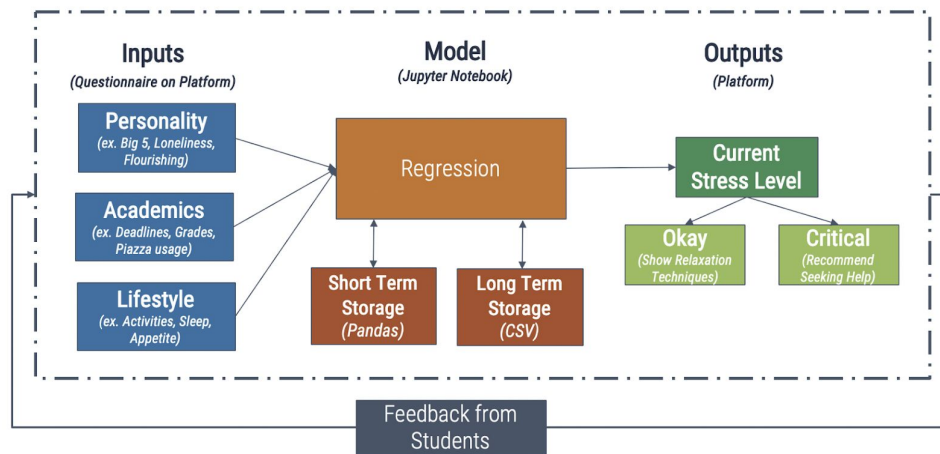 Inputs
(Questionnaire on Platform)
Personality
(ex. Big 5, Loneliness,
Flourishing)
Academics
(ex. Deadlines, Grades,
Piazza usage)
Lifestyle
(ex. Activities, Sleep,
Appetite)
Model
(Jupyter Notebook)
Regression
Short Term
Storage
(Pandas)
Long Term
Storage
(CSV)
Outputs
(Platform)
Current
Stress Level
Okay
(Show Relaxation
Techniques)
Critical
(Recommend
Seeking Help)
Feedback from
Students